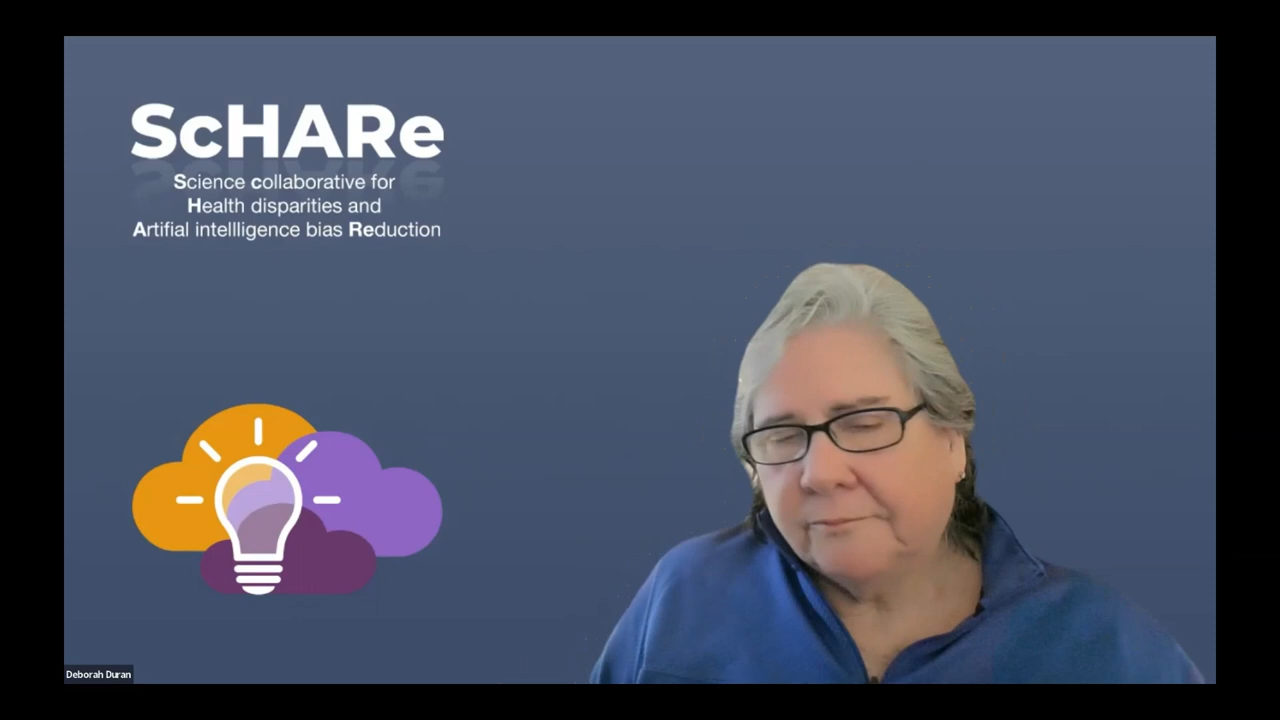 ScHARe
Science collaborative for
Health disparities and
Artifial intellligence bias Reduction
Deborah Duran